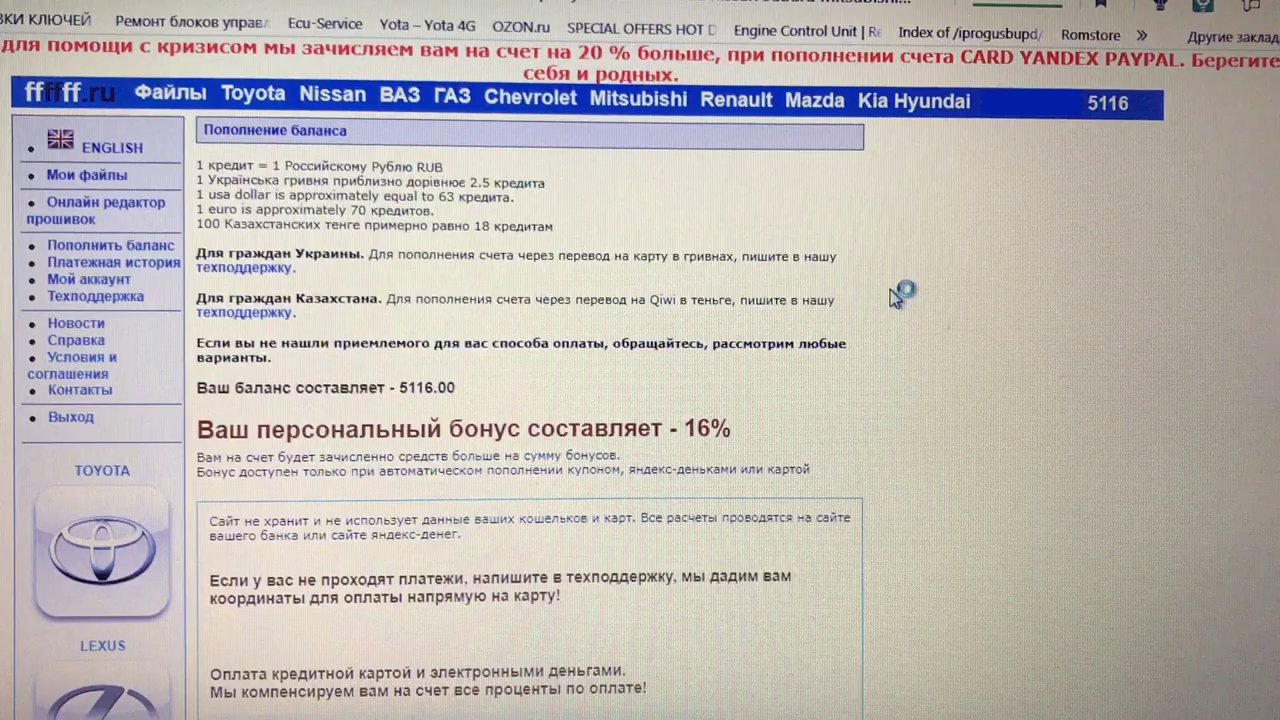 ВКИ КЛЮЧЕЙ Ремонт блоков управл Ecu-Service Yota – Yota 4G OZON.ru SPECIAL OFFERS HOT D Engine Control Unit | Re Index of /iprogusbupd/ Romstore » Другие заклад
для помощи с кризисом мы зачисляем вам на счет на 20 % больше, при пополнении счета CARD YANDEX PAYPAL. Берегите
себя и родных.
ffffff.ru Файлы Toyota Nissan ВАЗ ГАЗ Chevrolet Mitsubishi Renault Mazda Kia Hyundai 5116
ENGLISH
Мои файлы
Онлайн редактор
прошивок
Пополнить баланс
Платежная история
Мой аккаунт
Техподдержка
Новости
Справка
Условия и
соглашения
Контакты
Выход
TOYOTA
LEXUS
Пополнение баланса
1 кредит = 1 Российскому Рублю RUB
1 Українська гривня приблизно дорівнює 2.5 кредита
1 usa dollar is approximately equal to 63 кредита.
1 euro is approximately 70 кредитов.
100 Казахстанских тенге примерно равно 18 кредитам
Для граждан Украины. Для пополнения счета через перевод на карту в гривнах, пишите в нашу
техподдержку.
Для граждан Казахстана. Для пополнения счета через перевод на Qiwi в теньге, пишите в нашу
техподдержку.
Если вы не нашли приемлемого для вас способа оплаты, обращайтесь, рассмотрим любые
варианты.
Ваш баланс составляет - 5116.00
Ваш персональный бонус составляет - 16%
Вам на счет будет зачисленно средств больше на сумму бонусов.
Бонус доступен только при автоматическом пополнении купоном, яндекс-деньками или картой
Сайт не хранит и не использует данные ваших кошельков и карт. Все расчеты проводятся на сайте
вашего банка или сайте яндекс-денег.
Если у вас не проходят платежи, напишите в техподдержку, мы дадим вам
координаты для оплаты напрямую на карту!
Оплата кредитной картой и электронными деньгами.
Мы компенсируем вам на счет все проценты по оплате!